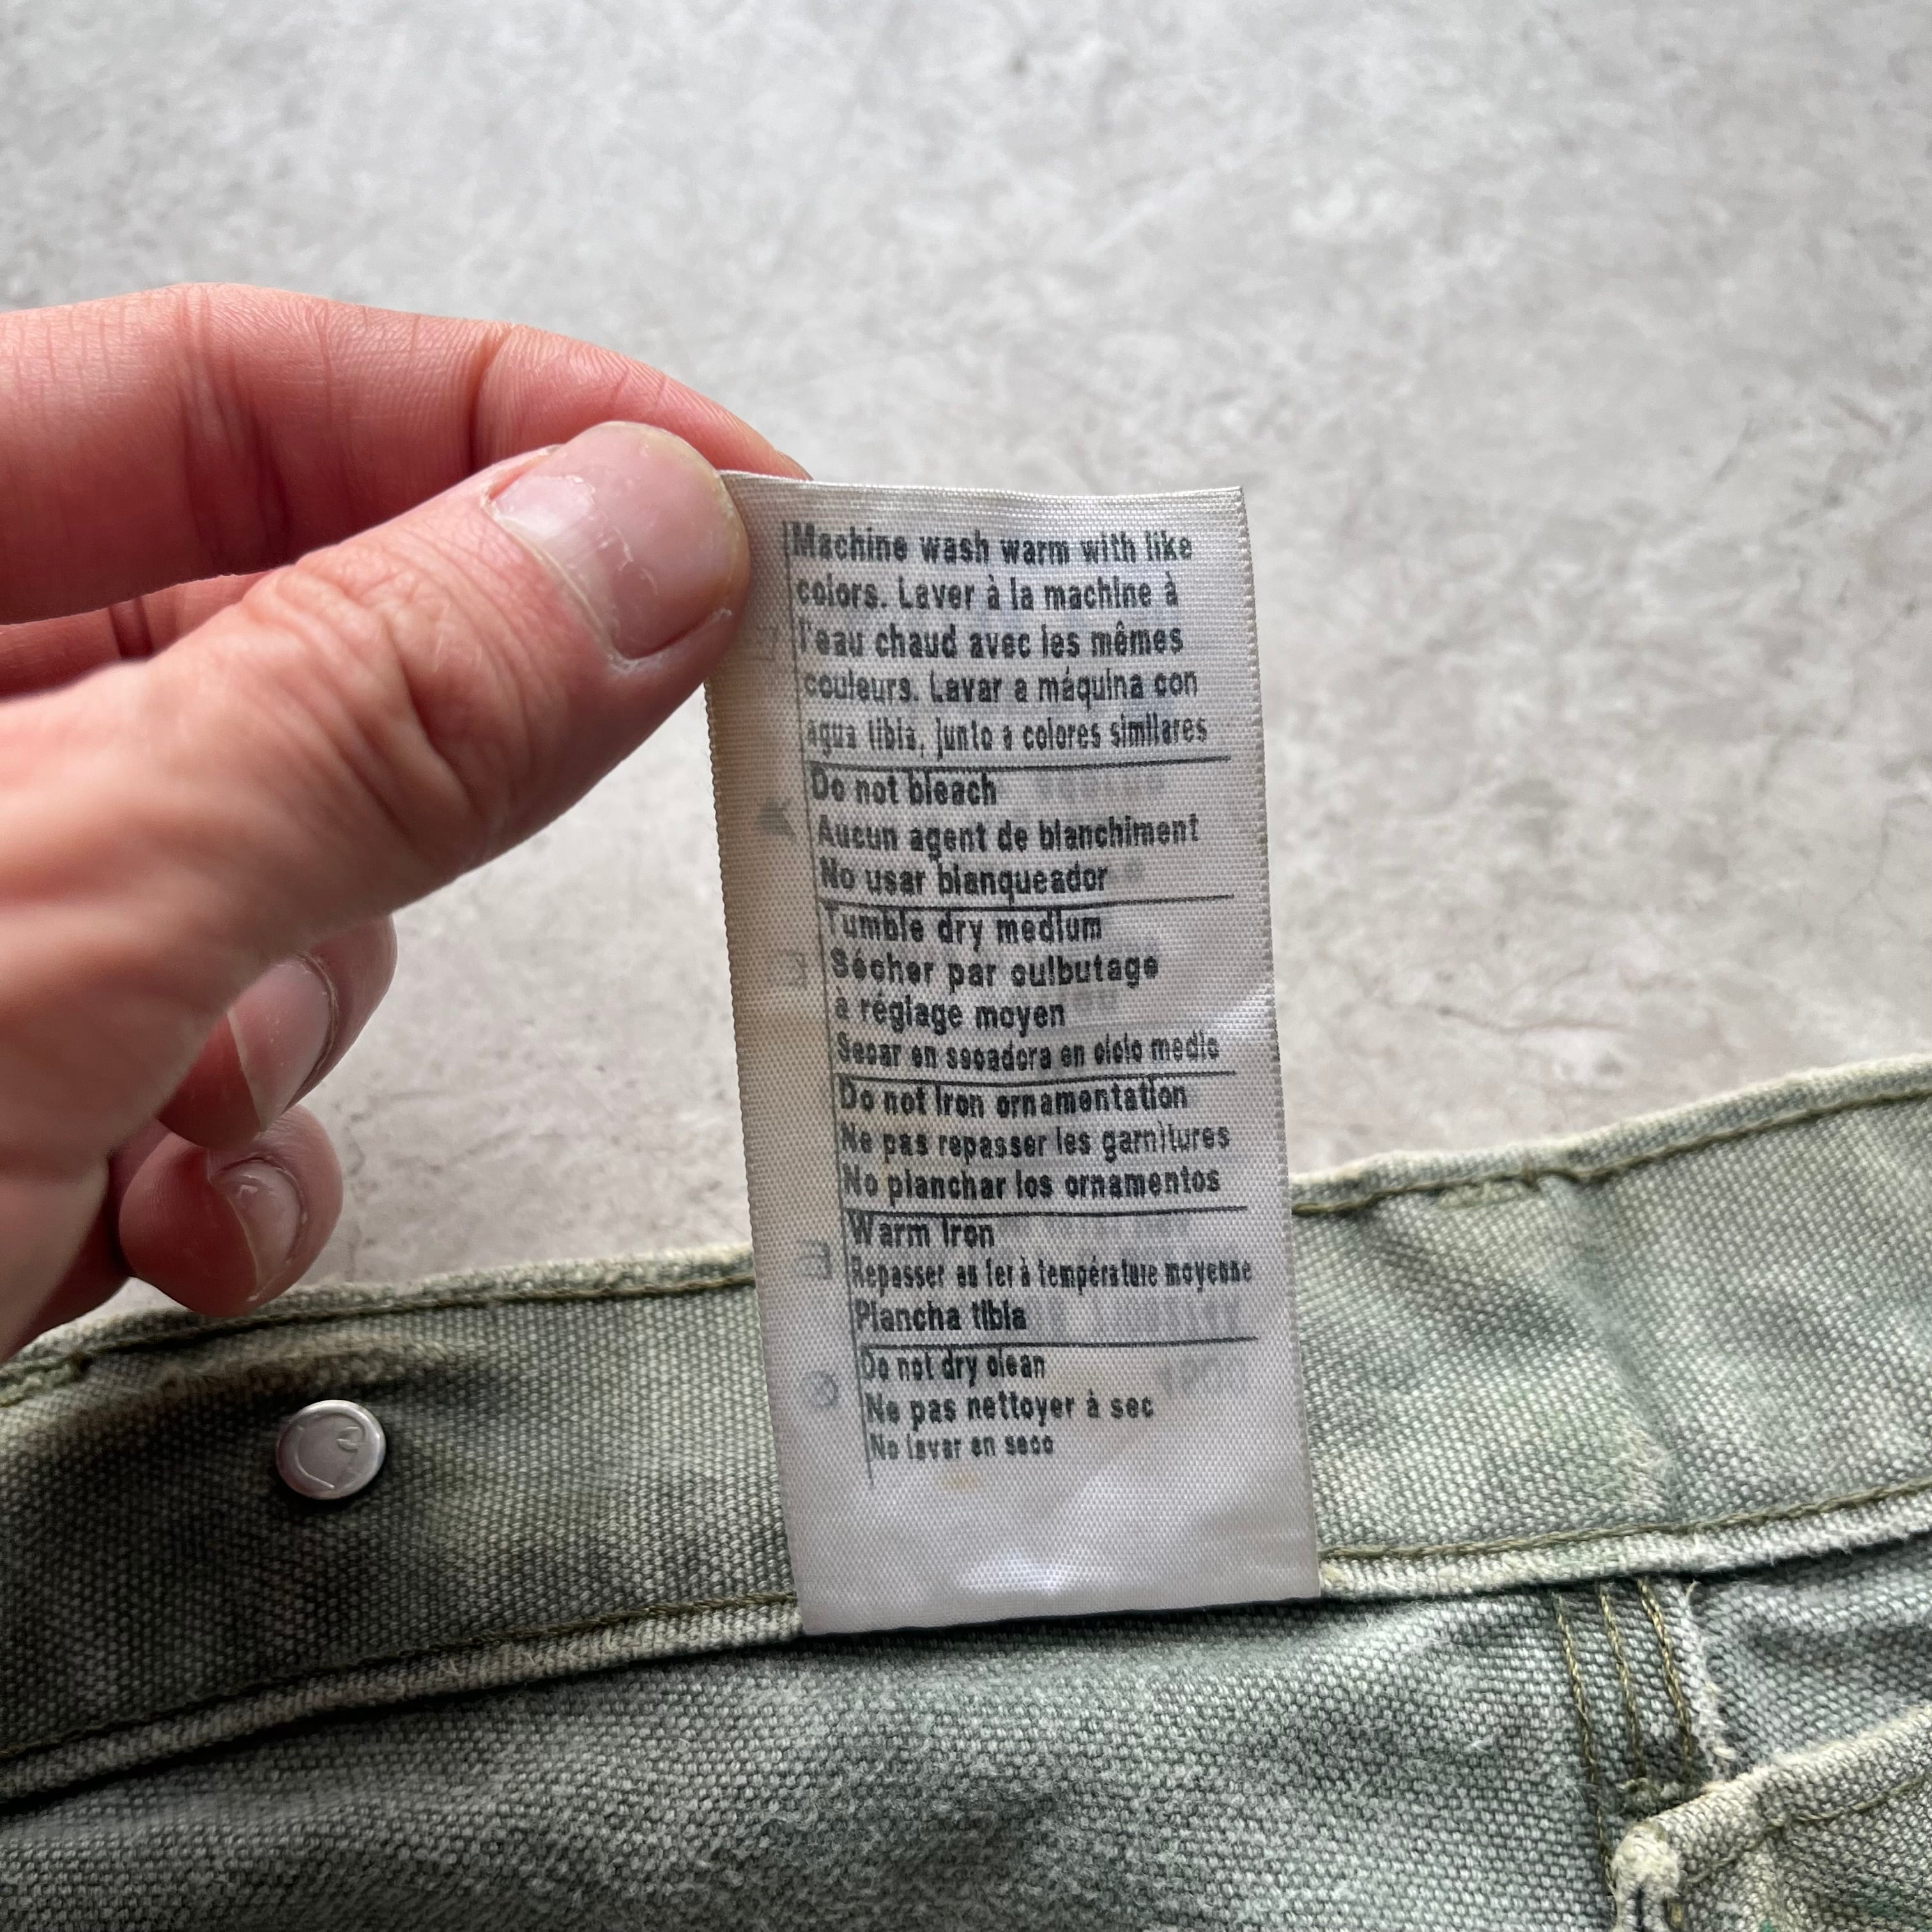 Machine wash warm with like
colors. Laver à la machine à
l'eau chaud avec les mêmes
couleurs. Lavar a máquina con
agua tibia, junto a colores similares
Do not bleach
Aucun agent de blanchiment
No usar blanqueador
Tumble dry medium
Sécher par culbutage
a réglage moyen
Secar en secadora en ciclo medio
Do not Iron ornamentation
Ne pas repasser les garnitures
No planchar los ornamentos
Warm Iron
Repasser au fer à température moyenne
Plancha tibia
Do not dry clean
Ne pas nettoyer à sec
No lavar en seco